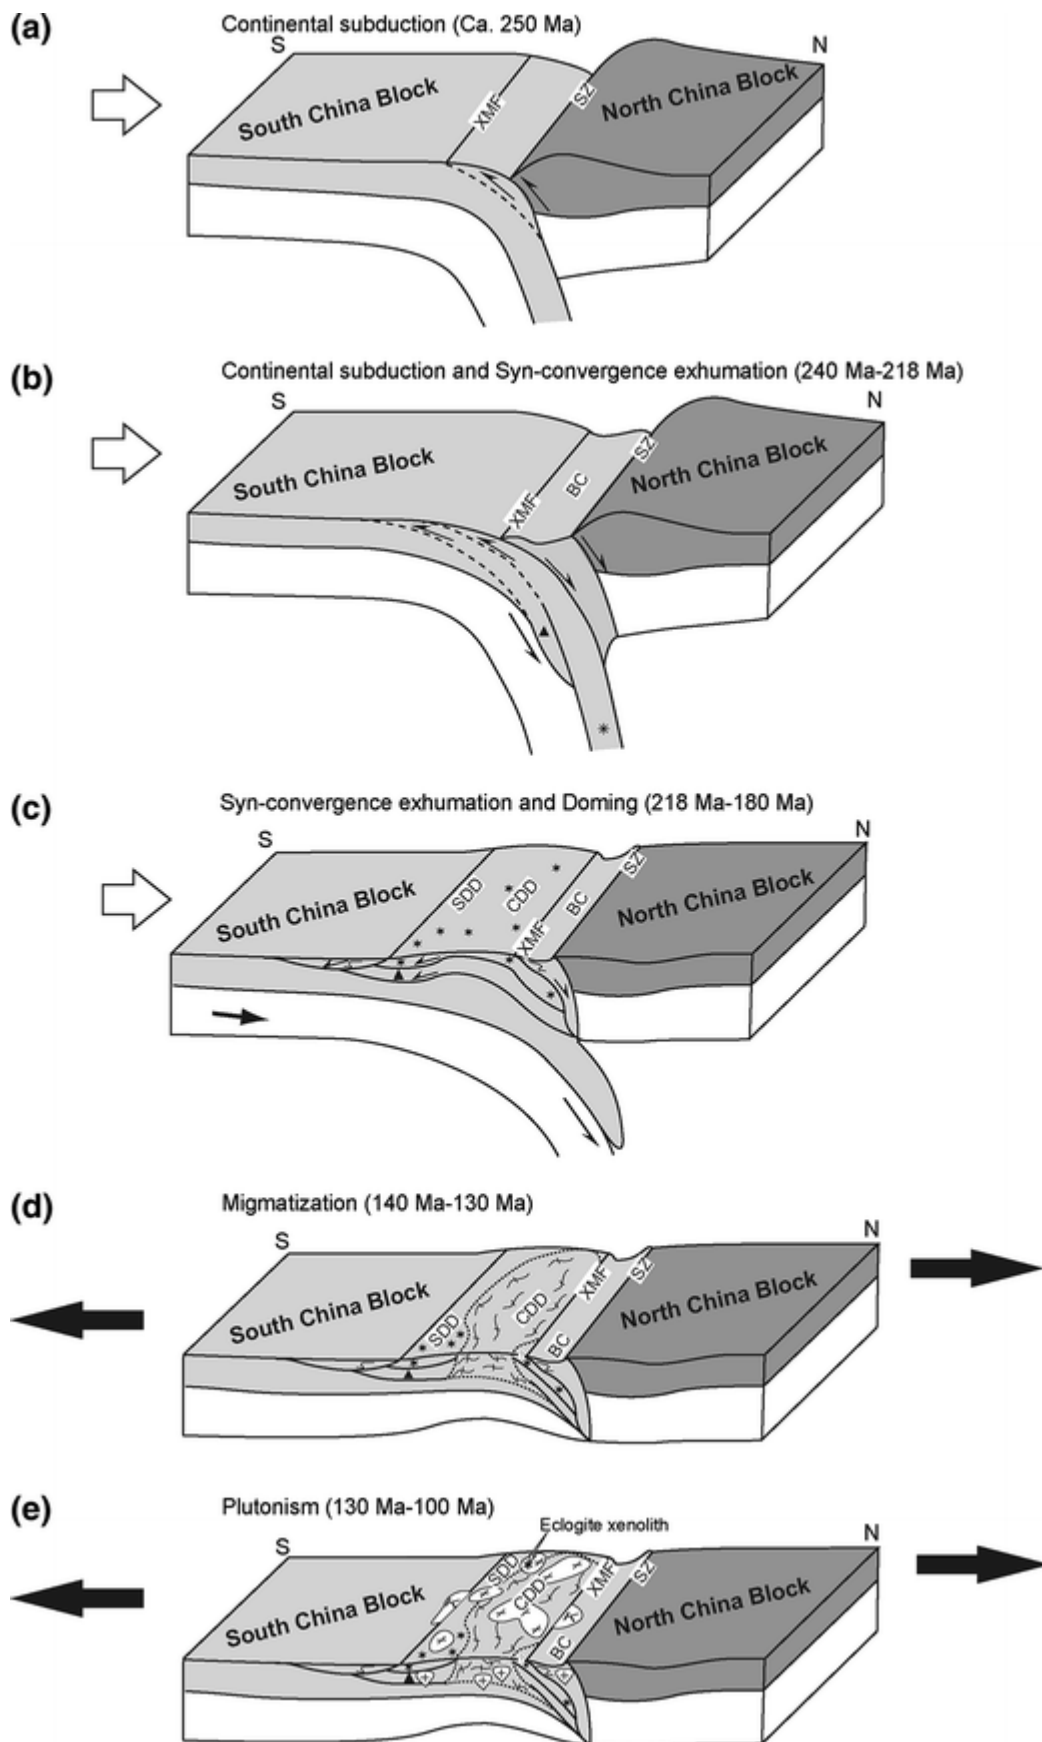 (a)
Continental subduction (Ca. 250 Ma)
S
N
South China Block
XMF
SZ
North China Block
(b)
Continental subduction and Syn-convergence exhumation (240 Ma-218 Ma)
S
N
South China Block
XMF
BC
SZ
North China Block
(c)
Syn-convergence exhumation and Doming (218 Ma-180 Ma)
S
N
South China Block
SDD
CDD
XMF
BC
SZ
North China Block
(d)
Migmatization (140 Ma-130 Ma)
S
N
South China Block
SDD
CDD
XMF
BC
SZ
North China Block
(e)
Plutonism (130 Ma-100 Ma)
Eclogite xenolith
S
N
South China Block
SDD
CDD
XMF
BC
SZ
North China Block